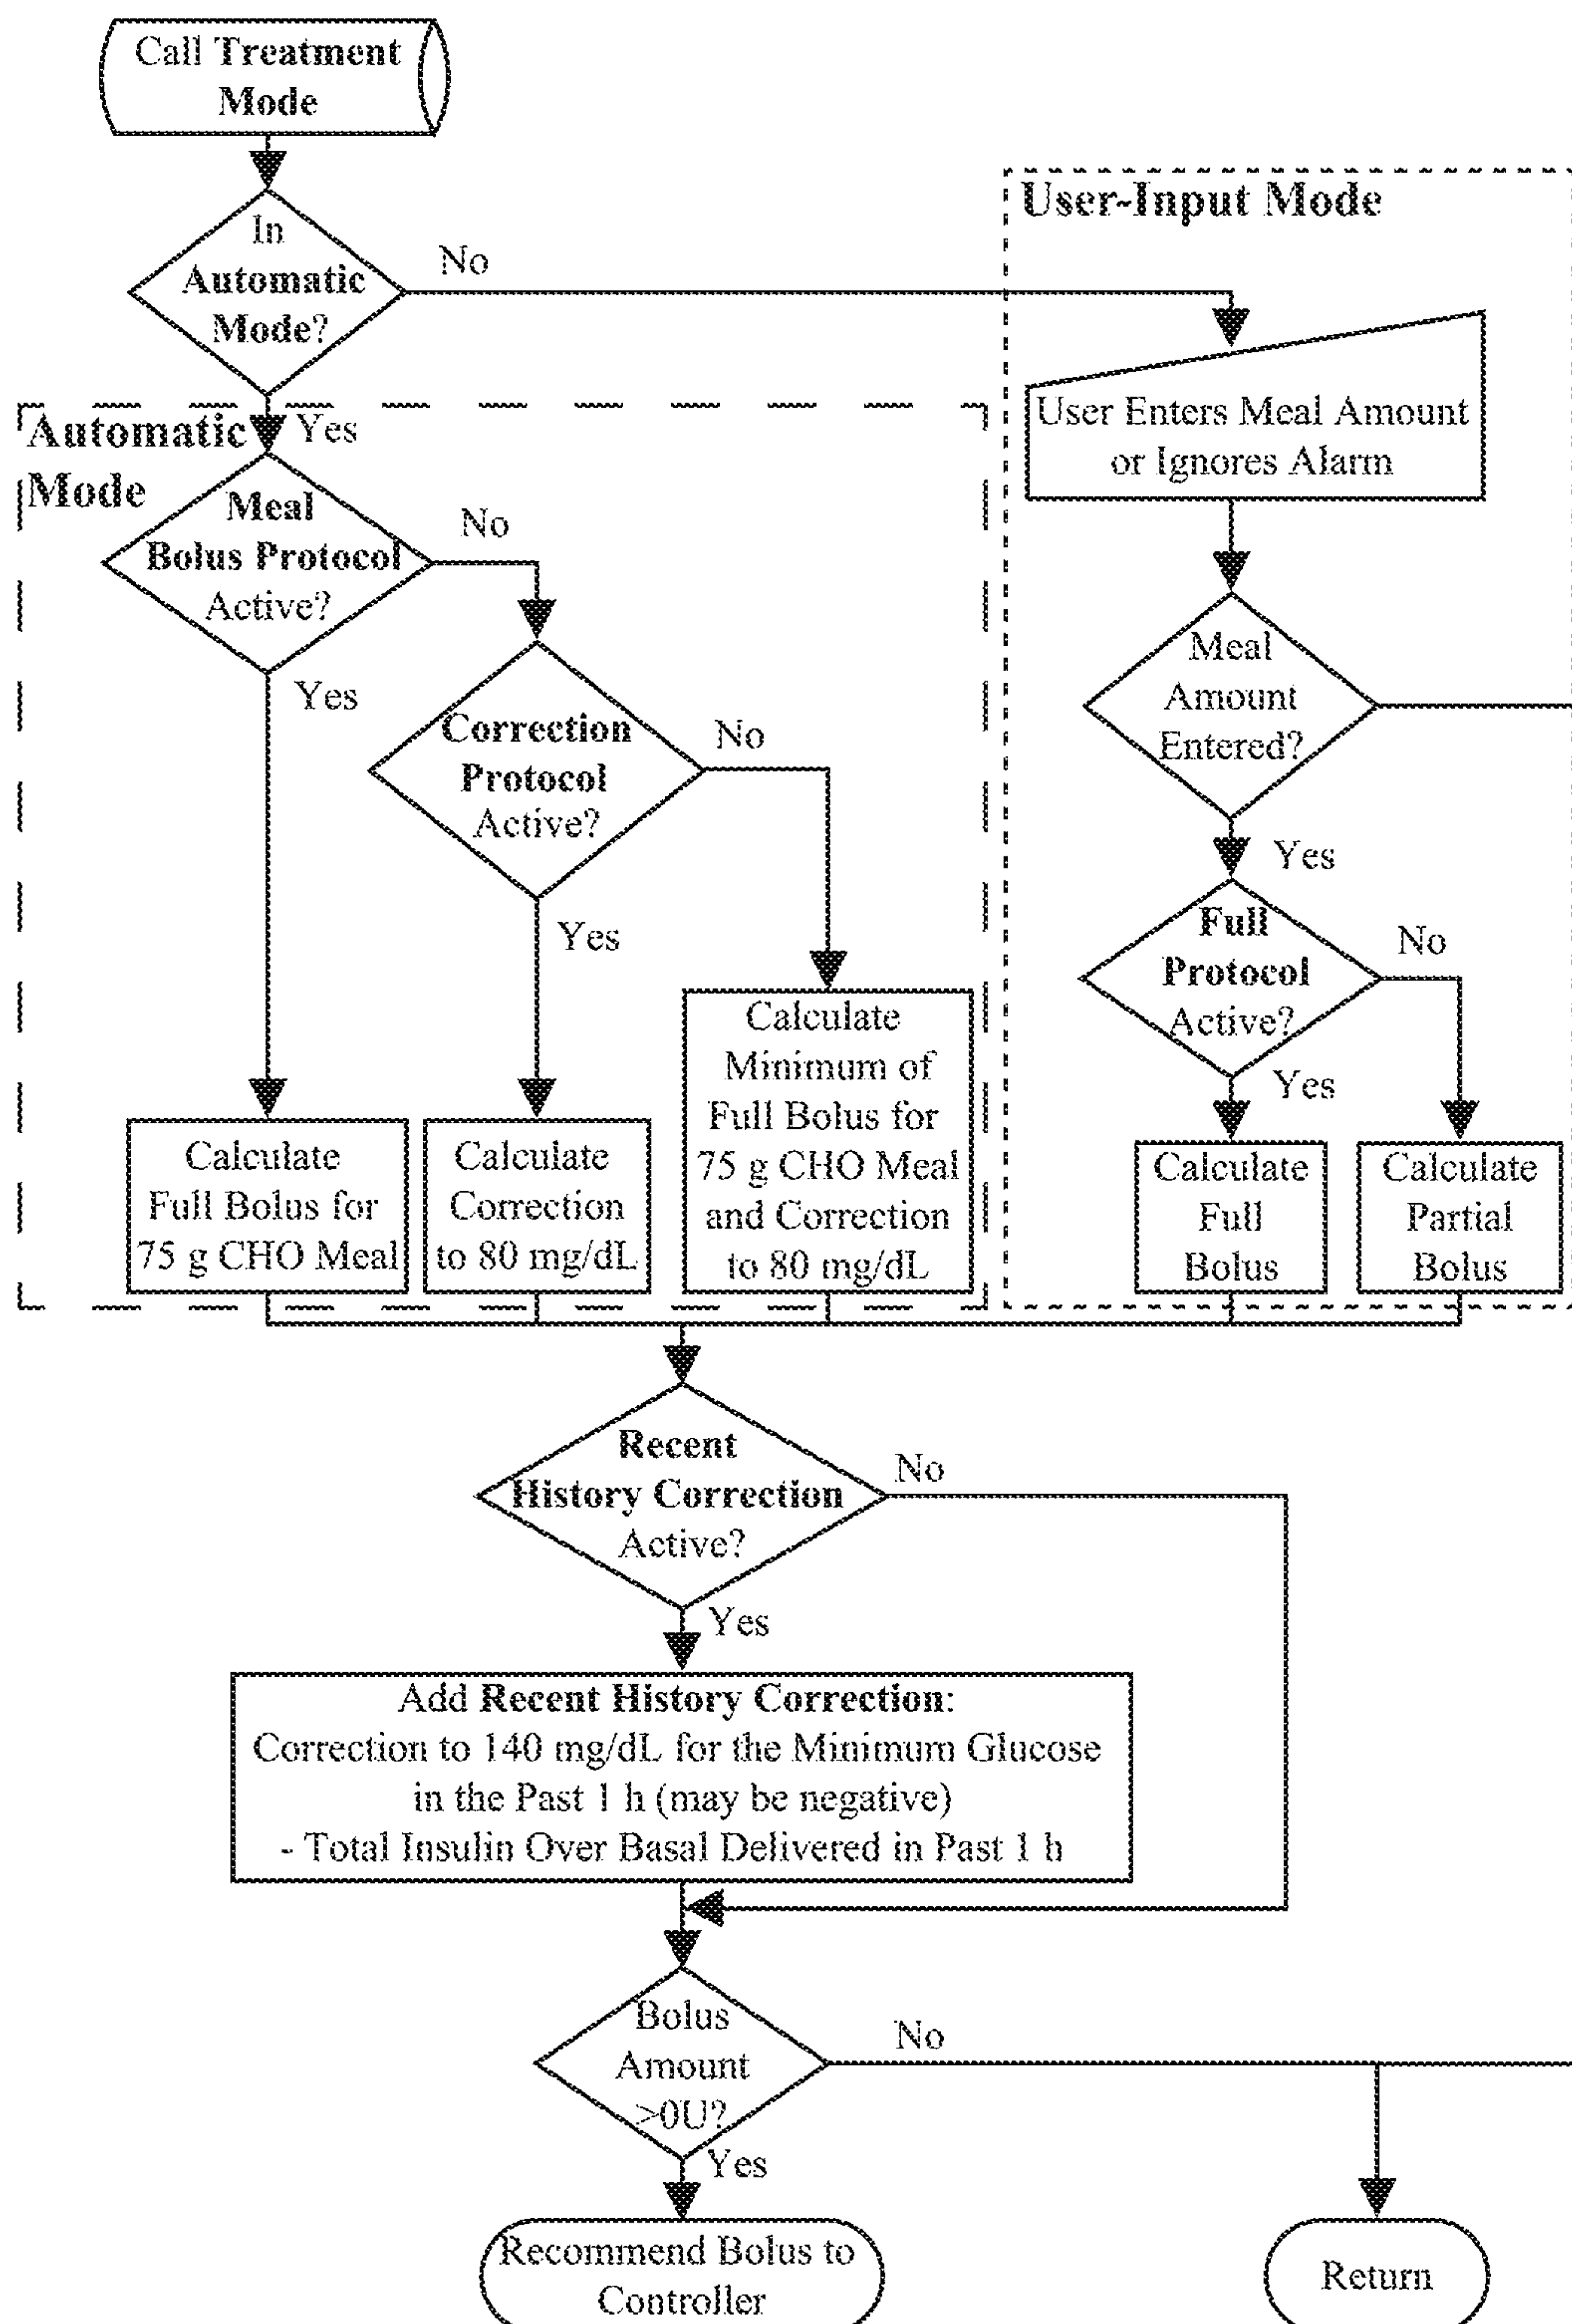 Call Treatment
Mode
In
Automatic
Mode?
No
Yes
Automatic
Mode
Meal
Bolus Protocol
Active?
No
Yes
Correction
Protocol
Active?
No
Yes
Calculate
Full Bolus for
75 g CHO Meal
Calculate
Correction
to 80 mg/dL
Calculate
Minimum of
Full Bolus for
75 g CHO Meal
and Correction
to 80 mg/dL
User-Input Mode
User Enters Meal Amount
or Ignores Alarm
Meal
Amount
Entered?
Yes
Full
Protocol
Active?
No
Yes
Calculate
Full
Bolus
Calculate
Partial
Bolus
Recent
History Correction
Active?
No
Yes
Add Recent History Correction:
Correction to 140 mg/dL for the Minimum Glucose
in the Past 1 h (may be negative)
- Total Insulin Over Basal Delivered in Past 1 h
Bolus
Amount
>0U?
No
Yes
Recommend Bolus to
Controller
Return